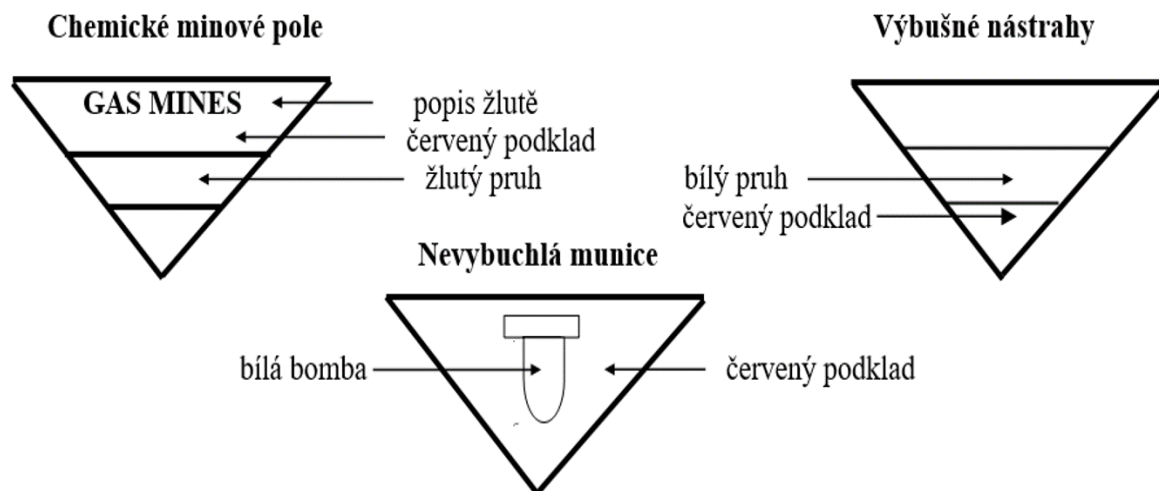 Chemické minové pole
GAS MINES
popis žlutě
červený podklad
žlutý pruh
Výbušné nástrahy
bílý pruh
červený podklad
Nevybuchlá munice
bílá bomba
červený podklad